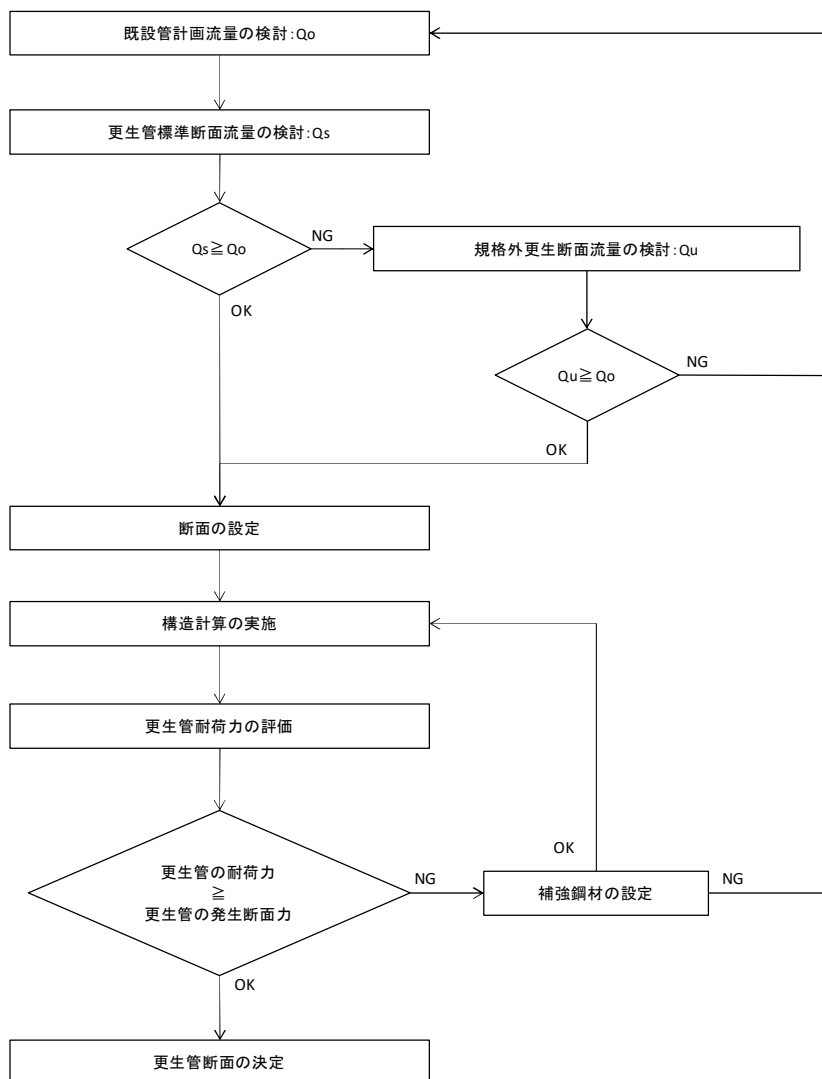 既設管計画流量の検討:Qo
更生管標準断面流量の検討:Qs
Qs≧Qo
NG
規格外更生断面流量の検討:Qu
OK
Qu≧Qo
NG
OK
断面の設定
構造計算の実施
更生管耐荷力の評価
更生管の耐荷力
≧
更生管の発生断面力
NG
OK
補強鋼材の設定
NG
OK
更生管断面の決定